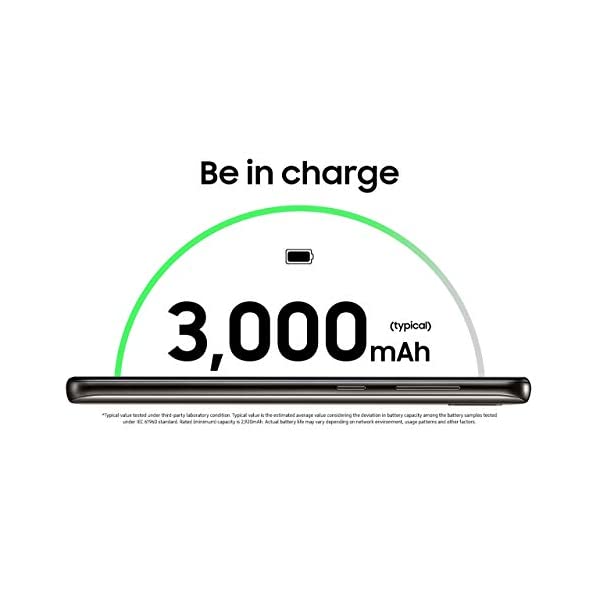 Be in charge
3,000 (typical) mAh
*Typical value tested under third-party laboratory condition. Typical value is the estimated average value considering the deviation in battery capacity among the battery samples tested
under IEC 61960 standard. Rated (minimum) capacity is 2,920mAh. Actual battery life may vary depending on network environment, usage patterns and other factors.